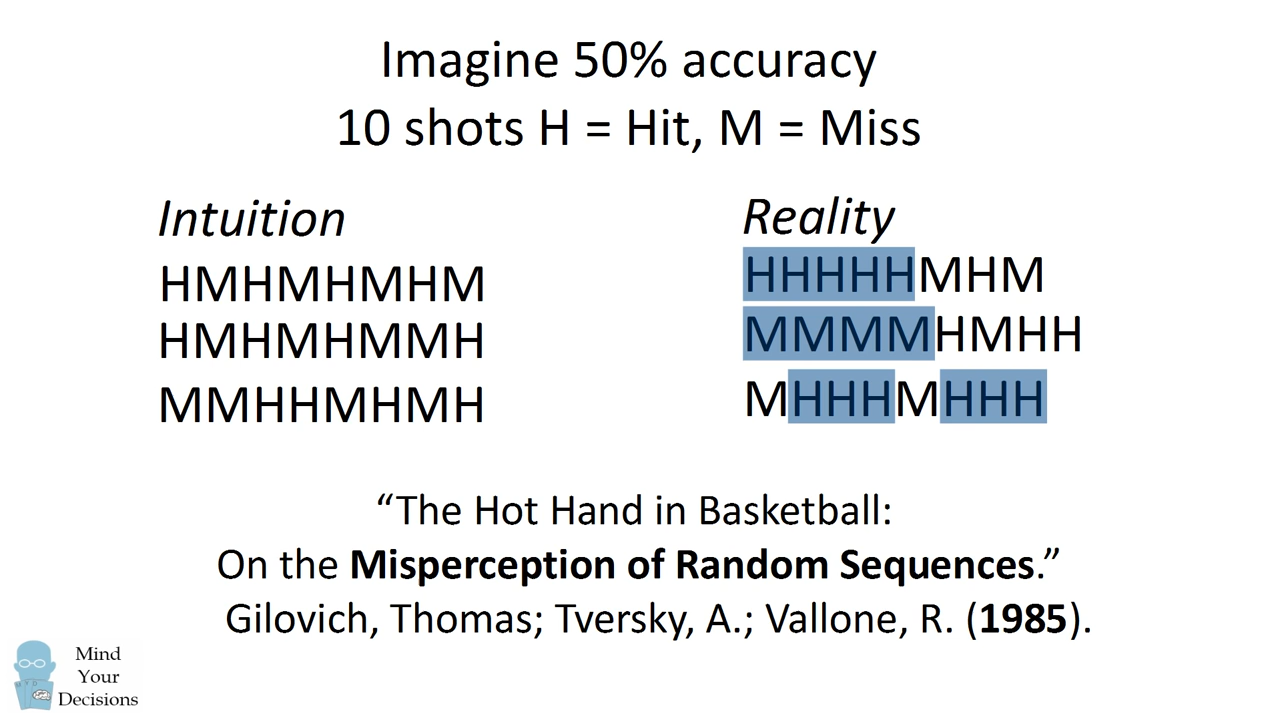 Imagine 50% accuracy
10 shots H = Hit, M = Miss
Intuition
HMHMHMHM
HMHMHMMH
MMHHMHMH
Reality
HHHHHMHM
MMMMHMHH
MHHHMHHH
“The Hot Hand in Basketball:
On the Misperception of Random Sequences.”
Gilovich, Thomas; Tversky, A.; Vallone, R. (1985).
Mind
Your
Decisions